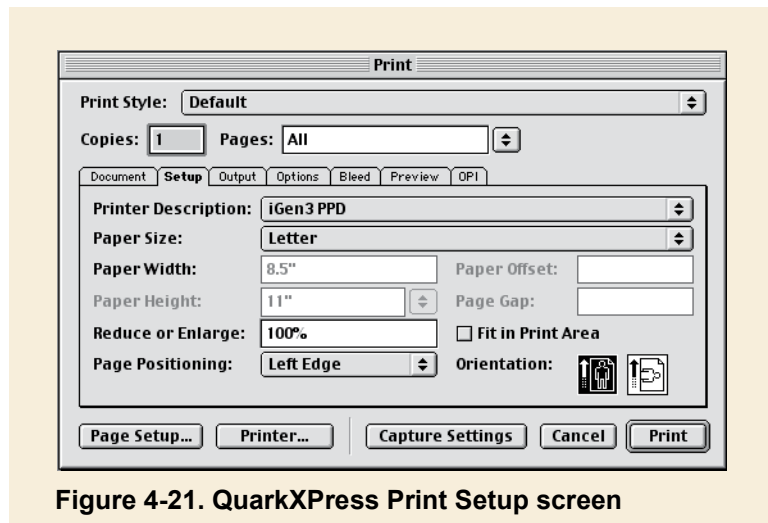 Print
Print Style: Default
Copies: 1 Pages: All
Document Setup Output Options Bleed Preview OPI
Printer Description: iGen3 PPD
Paper Size: Letter
Paper Width: 8.5" Paper Offset:
Paper Height: 11" Page Gap:
Reduce or Enlarge: 100% Fit in Print Area
Page Positioning: Left Edge Orientation:
Page Setup... Printer... Capture Settings Cancel Print
Figure 4-21. QuarkXPress Print Setup screen